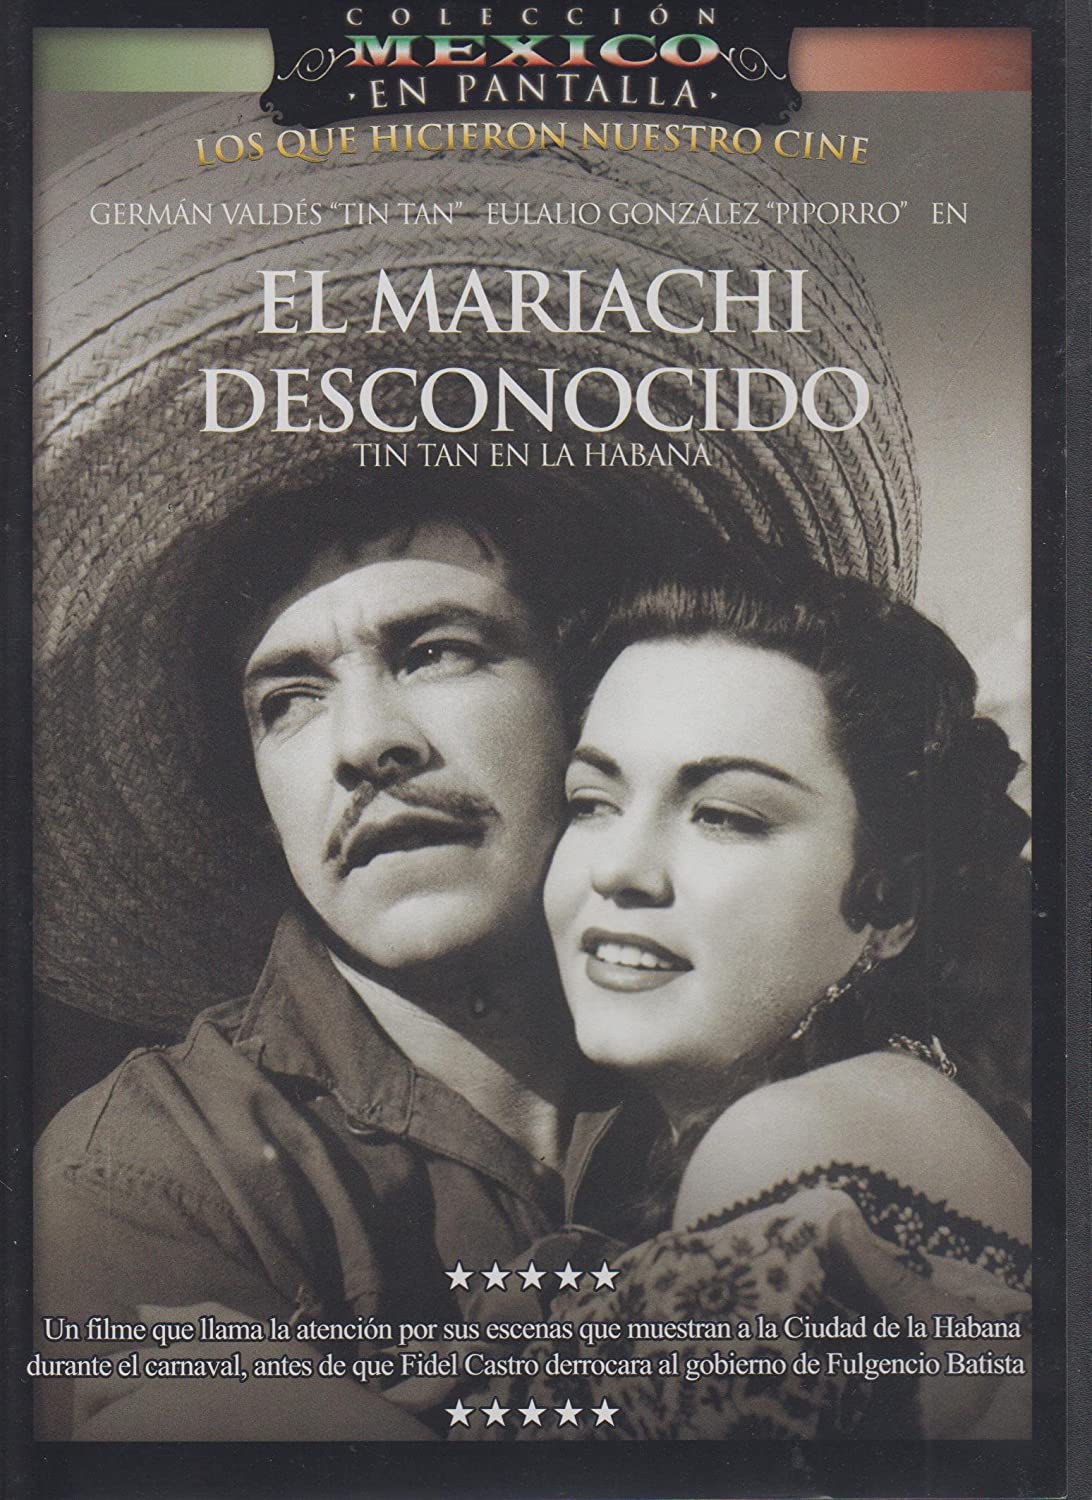 COLECCIÓN
MEXICO
· EN PANTALLA ·
LOS QUE HICIERON NUESTRO CINE
GERMÁN VALDÉS “TIN TAN” EULALIO GONZÁLEZ “PIPORRO” EN
EL MARIACHI
DESCONOCIDO
TIN TAN EN LA HABANA
Un filme que llama la atención por sus escenas que muestran a la Ciudad de la Habana
durante el carnaval, antes de que Fidel Castro derrocara al gobierno de Fulgencio Batista